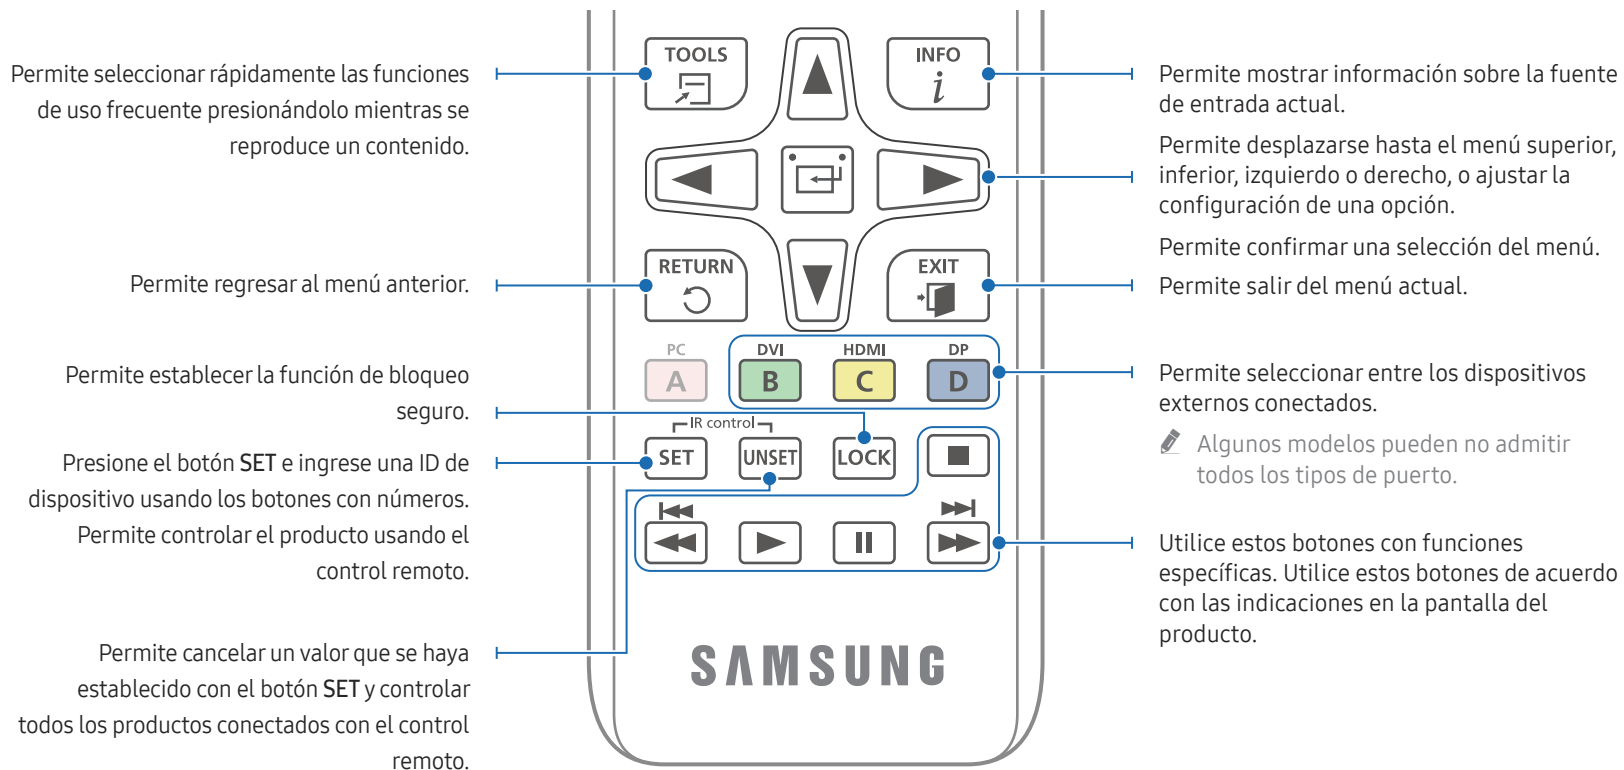 Permite seleccionar rápidamente las funciones
de uso frecuente presionándolo mientras se
reproduce un contenido.
Permite regresar al menú anterior.
Permite establecer la función de bloqueo
seguro.
Presione el botón SET e ingrese una ID de
dispositivo usando los botones con números.
Permite controlar el producto usando el
control remoto.
Permite cancelar un valor que se haya
establecido con el botón SET y controlar
todos los productos conectados con el control
remoto.
TOOLS
INFO
i
RETURN
EXIT
PC
DVI
HDMI
DP
A
B
C
D
IR control
SET
UNSET
LOCK
SAMSUNG
Permite mostrar información sobre la fuente
de entrada actual.
Permite desplazarse hasta el menú superior,
inferior, izquierdo o derecho, o ajustar la
configuración de una opción.
Permite confirmar una selección del menú.
Permite salir del menú actual.
Permite seleccionar entre los dispositivos
externos conectados.
Algunos modelos pueden no admitir
todos los tipos de puerto.
Utilice estos botones con funciones
específicas. Utilice estos botones de acuerdo
con las indicaciones en la pantalla del
producto.